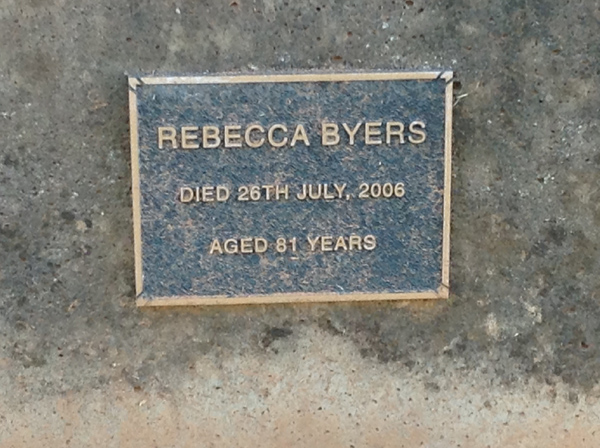 REBECCA BYERS
DIED 26TH JULY, 2006
AGED 81 YEARS